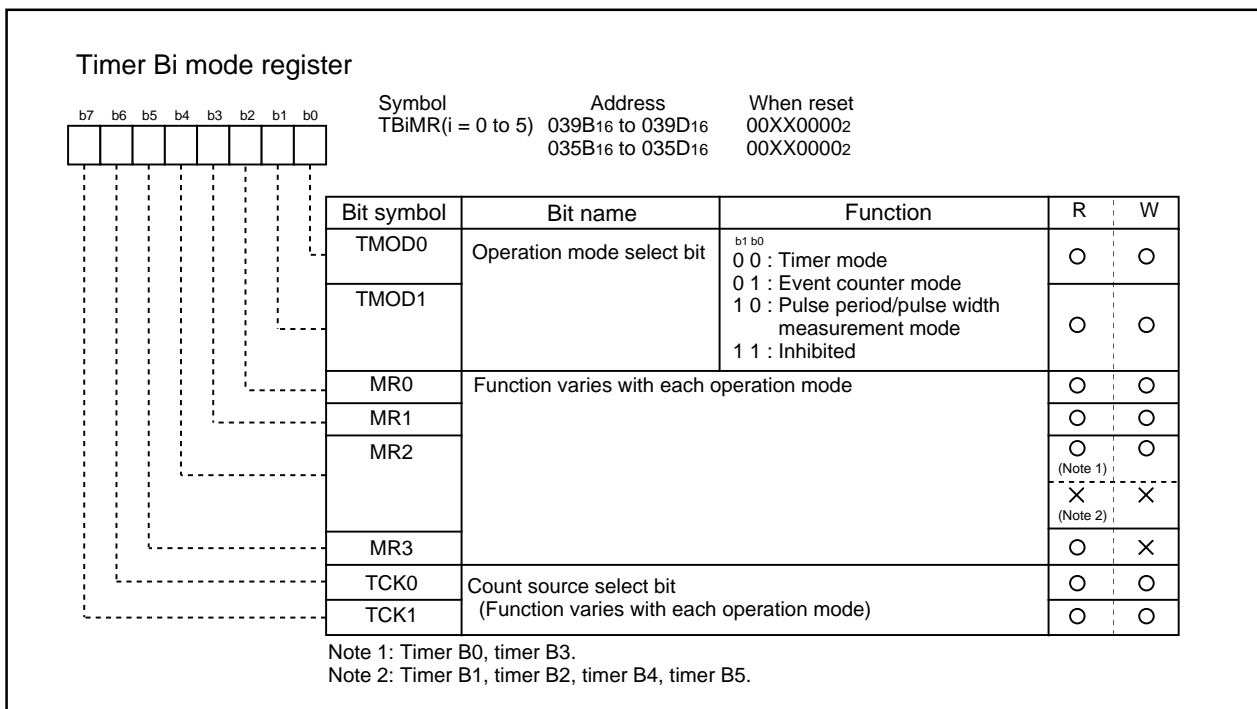 Timer Bi mode register
Symbol Address When reset
TBiMR(i = 0 to 5) 039B16 to 039D16 00XX00002
035B16 to 035D16 00XX00002
b7 b6 b5 b4 b3 b2 b1 b0
Bit symbol Bit name Function R W
TMOD0 Operation mode select bit
b1 b0
0 0 : Timer mode
0 1 : Event counter mode
TMOD1
1 0 : Pulse period/pulse width
measurement mode
1 1 : Inhibited
MR0 Function varies with each operation mode
MR1
MR2
(Note 1)
(Note 2)
MR3
TCK0 Count source select bit
TCK1 (Function varies with each operation mode)
Note 1: Timer B0, timer B3.
Note 2: Timer B1, timer B2, timer B4, timer B5.